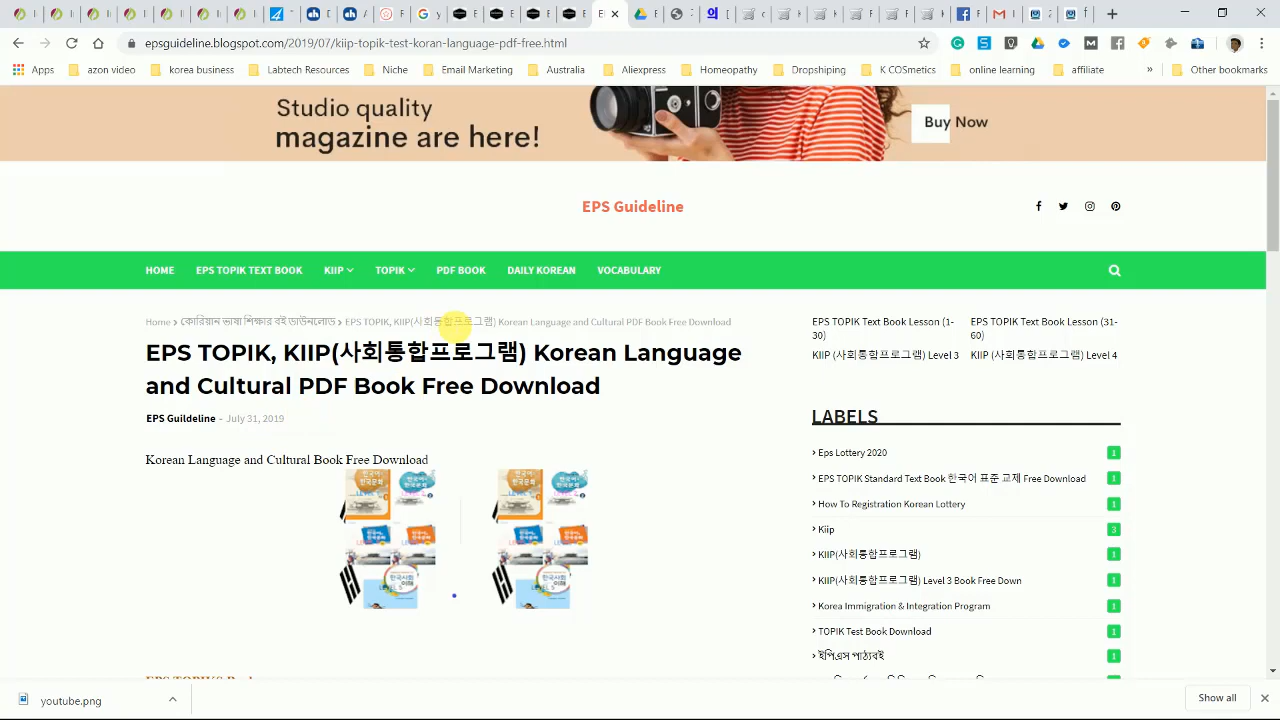 E
epsguideline.blogspot.com/2019/07/kiip-topik-test-korean-language-pdf-free.html
Apps
azon video
korea business
Labtech Resources
Niche
Email Marketing
Australia
Aliexpress
Homeopathy
Dropshiping
K COSmetics
online learning
affiliate
»
Other bookmarks
Studio quality
magazine are here!
Buy Now
EPS Guideline
HOME
EPS TOPIK TEXT BOOK
KIIP
TOPIK
PDF BOOK
DAILY KOREAN
VOCABULARY
Home › কোরিয়ান ভাষা শিক্ষার বই ডাউনলোড › EPS TOPIK, KIIP(사회통합프로그램) Korean Language and Cultural PDF Book Free Download
EPS TOPIK, KIIP(사회통합프로그램) Korean Language
and Cultural PDF Book Free Download
EPS Guildeline - July 31, 2019
Korean Language and Cultural Book Free Download
EPS TOPIK Text Book Lesson (1-
30)
EPS TOPIK Text Book Lesson (31-
60)
KIIP (사회통합프로그램) Level 3
KIIP (사회통합프로그램) Level 4
LABELS
Eps Lottery 2020 1
EPS TOPIK Standard Text Book 한국어 표준 교제 Free Download 1
How To Registration Korean Lottery 1
Kiip 3
KIIP(사회통합프로그램) 1
KIIP(사회통합프로그램) Level 3 Book Free Down 1
Korea Immigration & Integration Program 1
TOPIK Test Book Download 1
ইপিএস পাঠ্যবই 1
youtube.png
Show all